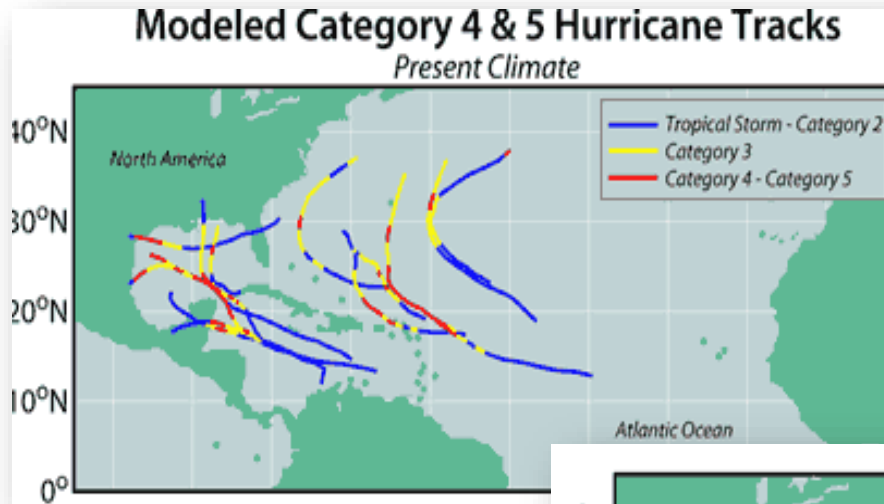 Modeled Category 4 & 5 Hurricane Tracks
Present Climate
40°N
Tropical Storm - Category 2
Category 3
North America
Category 4 - Category 5
30°N
20°N
10°N
Atlantic Ocean
0°